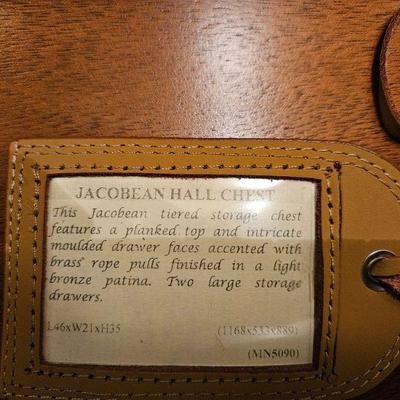 JACOBEAN HALL CHEST
This Jacobean tiered storage chest
features a planked top and intricate
moulded drawer faces accented with
brass rope pulls finished in a light
bronze patina. Two large storage
drawers.
L46xW21xH35 (1168x533x889)
(MN5090)